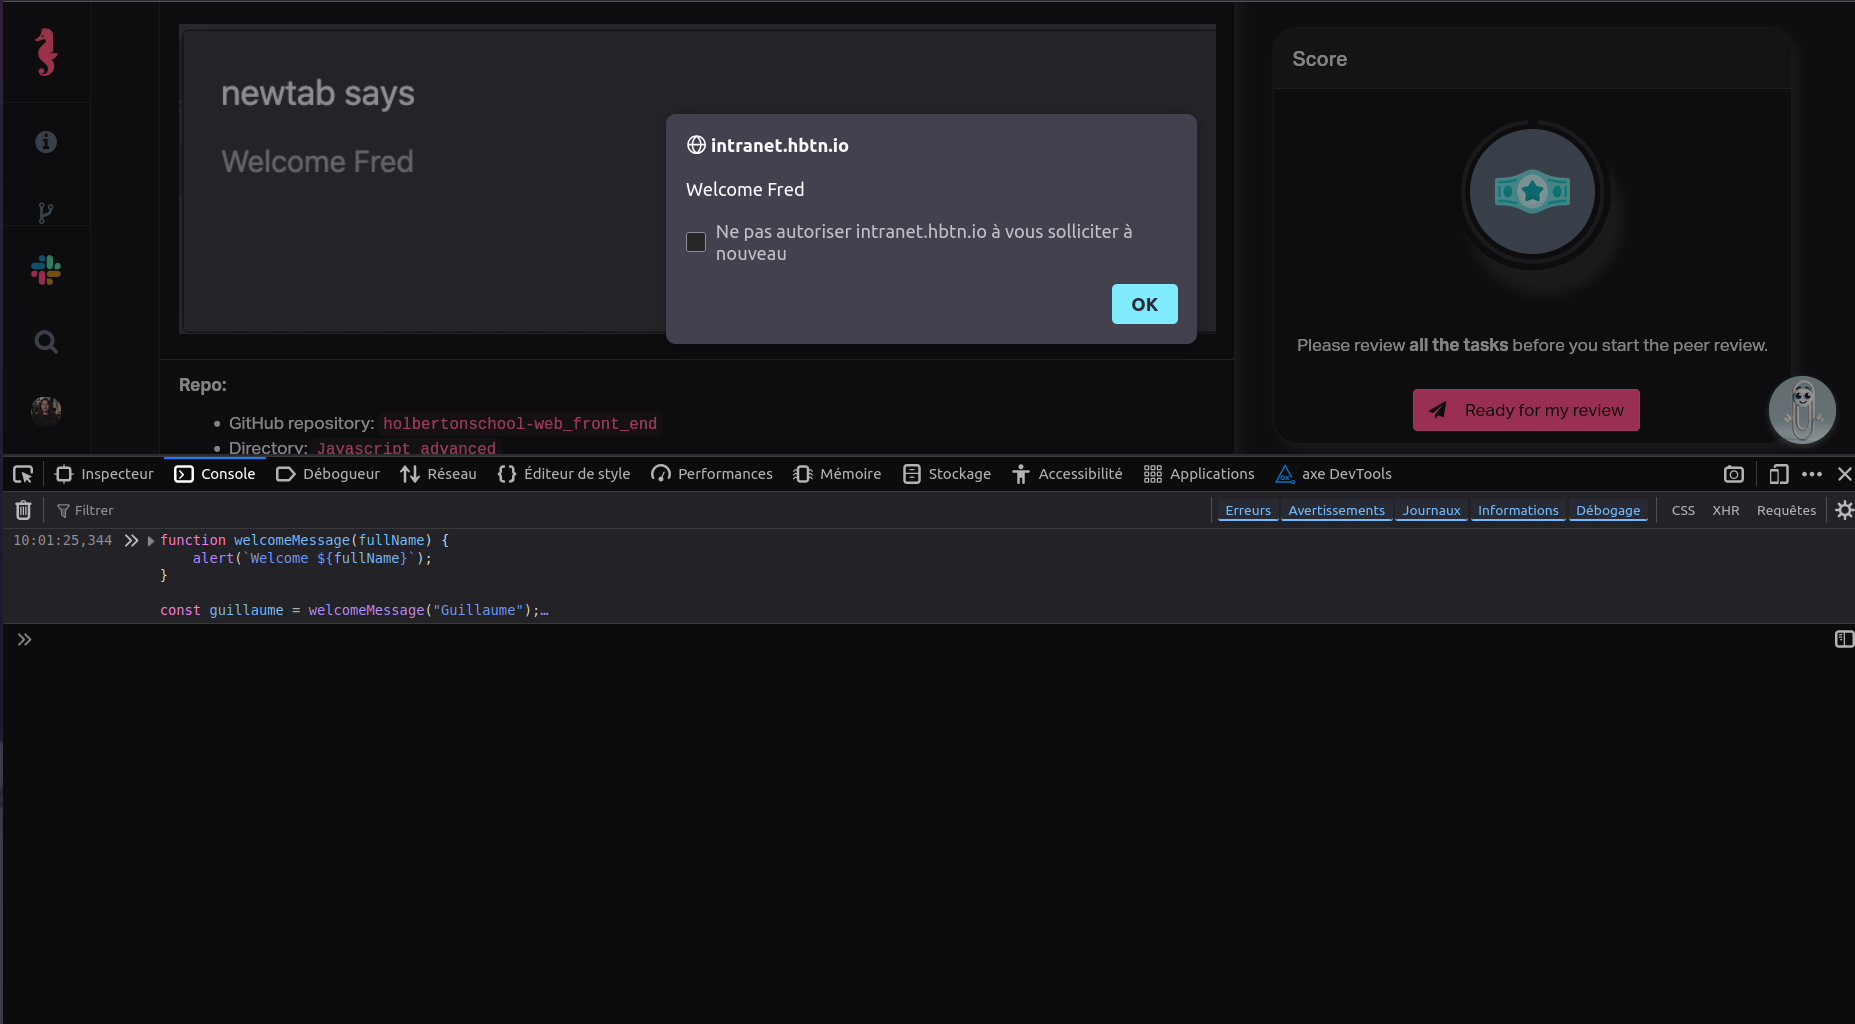 newtab says
Welcome Fred
intranet.hbtn.io
Welcome Fred
Ne pas autoriser intranet.hbtn.io à vous solliciter à
nouveau
OK
Score
Please review all the tasks before you start the peer review.
Ready for my review
Repo:
GitHub repository: holbertonschool-web_front_end
Directory: Javascript_advanced
Inspecteur Console Débogueur Réseau Éditeur de style Performances Mémoire Stockage Accessibilité Applications axe DevTools
Filtrer Erreurs Avertissements Journaux Informations Débogage CSS XHR Requêtes
10:01:25,344 function welcomeMessage(fullName) {
alert(`Welcome ${fullName}`);
}
const guillaume = welcomeMessage("Guillaume");…